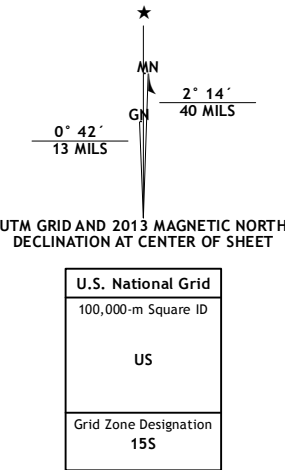 ★
MN
2° 14´
40 MILS
GN
0° 42´
13 MILS
UTM GRID AND 2013 MAGNETIC NORTH
DECLINATION AT CENTER OF SHEET
U.S. National Grid
100,000-m Square ID
US
Grid Zone Designation
15S